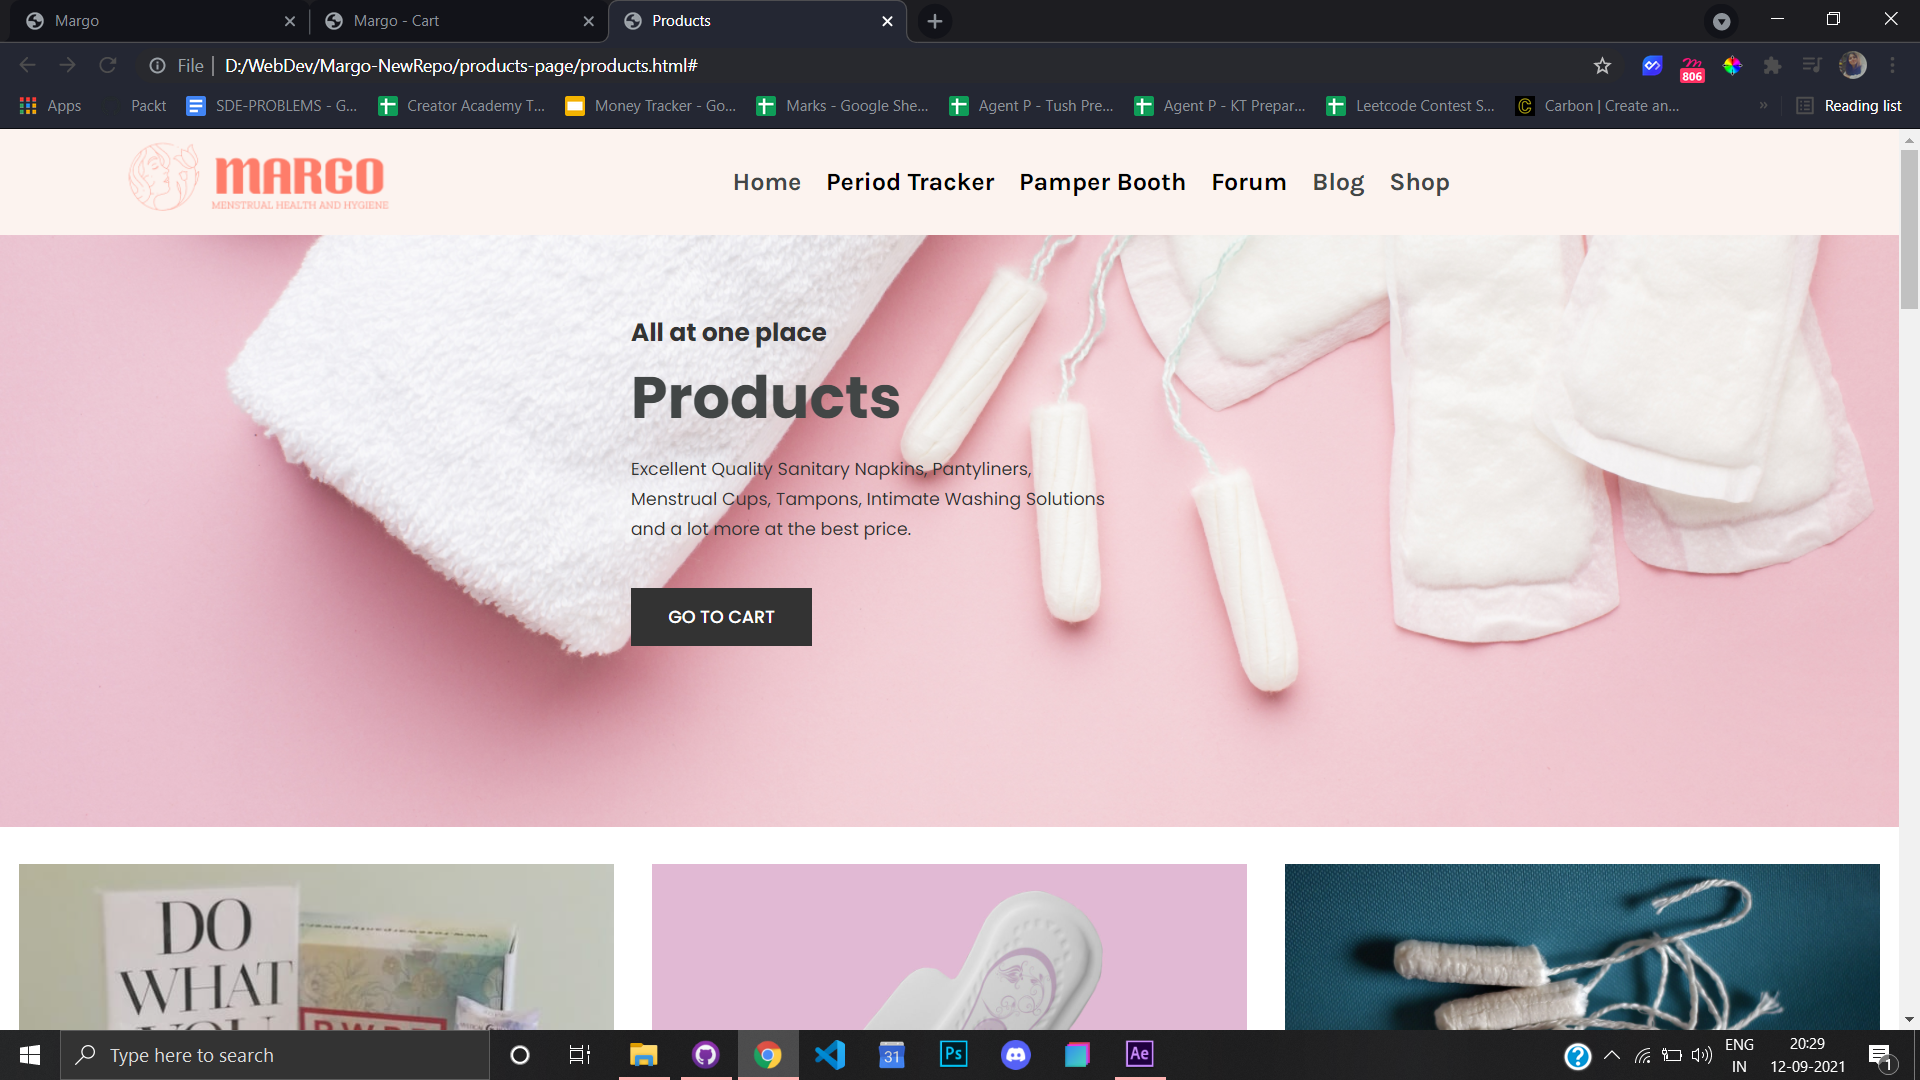 Margo
Margo - Cart
Products
File
D:/WebDev/Margo-NewRepo/products-page/products.html#
806
Apps
Packt
SDE-PROBLEMS - G...
Creator Academy T...
Money Tracker - Go...
Marks - Google She...
Agent P - Tush Pre...
Agent P - KT Prepar...
Leetcode Contest S...
Carbon | Create an...
»
Reading list
MARGO
MENSTRUAL HEALTH AND HYGIENE
Home
Period Tracker
Pamper Booth
Forum
Blog
Shop
All at one place
Products
Excellent Quality Sanitary Napkins, Pantyliners,
Menstrual Cups, Tampons, Intimate Washing Solutions
and a lot more at the best price.
GO TO CART
DO
WHAT
YOU
Type here to search
31
Ps
Ae
ENG
IN
20:29
12-09-2021
1